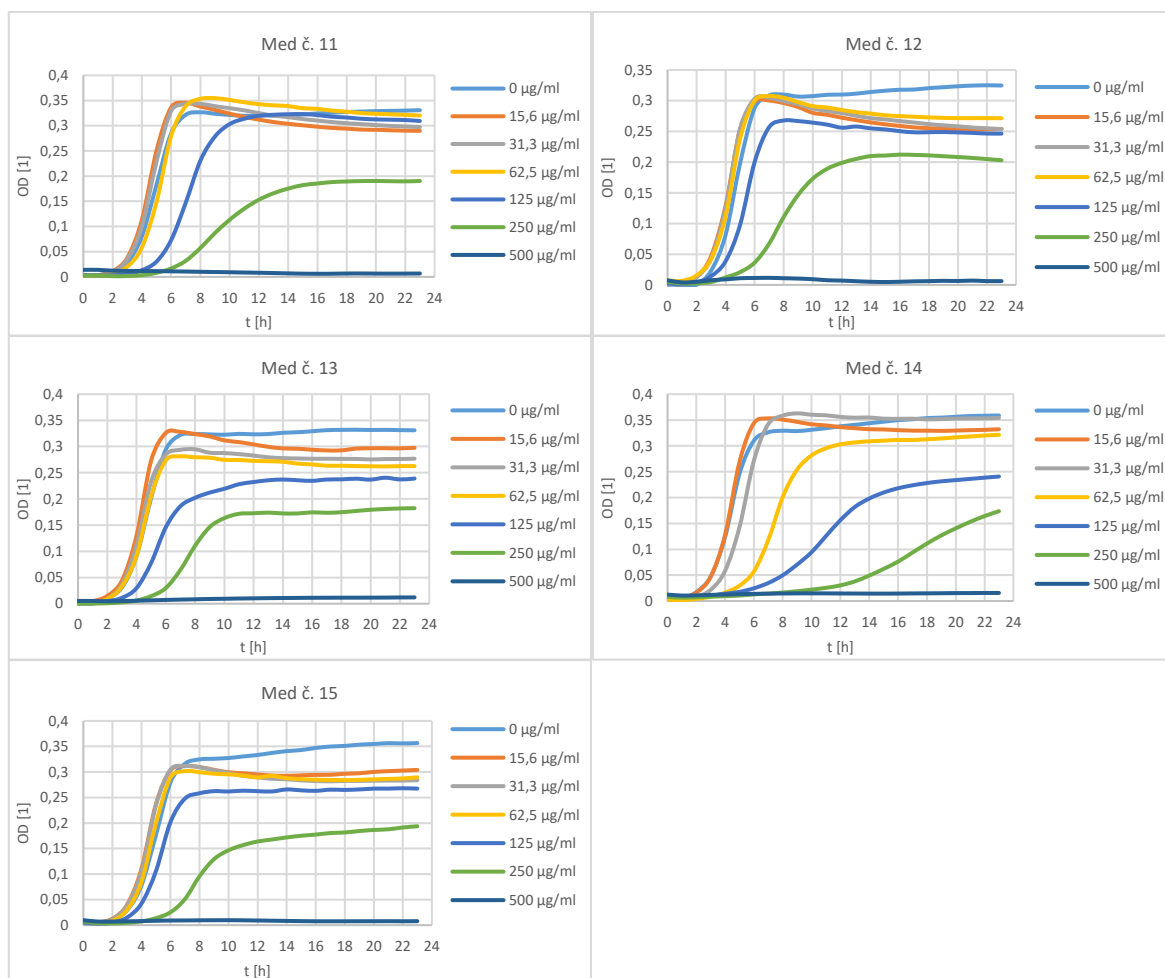 Med č. 11
OD [1]
0,4
0,35
0,3
0,25
0,2
0,15
0,1
0,05
0
0 2 4 6 8 10 12 14 16 18 20 22 24
t [h]
0 µg/ml
15,6 µg/ml
31,3 µg/ml
62,5 µg/ml
125 µg/ml
250 µg/ml
500 µg/ml
Med č. 12
OD [1]
0,35
0,3
0,25
0,2
0,15
0,1
0,05
0
0 2 4 6 8 10 12 14 16 18 20 22 24
t [h]
0 µg/ml
15,6 µg/ml
31,3 µg/ml
62,5 µg/ml
125 µg/ml
250 µg/ml
500 µg/ml
Med č. 13
OD [1]
0,4
0,35
0,3
0,25
0,2
0,15
0,1
0,05
0
0 2 4 6 8 10 12 14 16 18 20 22 24
t [h]
0 µg/ml
15,6 µg/ml
31,3 µg/ml
62,5 µg/ml
125 µg/ml
250 µg/ml
500 µg/ml
Med č. 14
OD [1]
0,4
0,35
0,3
0,25
0,2
0,15
0,1
0,05
0
0 2 4 6 8 10 12 14 16 18 20 22 24
t [h]
0 µg/ml
15,6 µg/ml
31,3 µg/ml
62,5 µg/ml
125 µg/ml
250 µg/ml
500 µg/ml
Med č. 15
OD [1]
0,4
0,35
0,3
0,25
0,2
0,15
0,1
0,05
0
0 2 4 6 8 10 12 14 16 18 20 22 24
t [h]
0 µg/ml
15,6 µg/ml
31,3 µg/ml
62,5 µg/ml
125 µg/ml
250 µg/ml
500 µg/ml